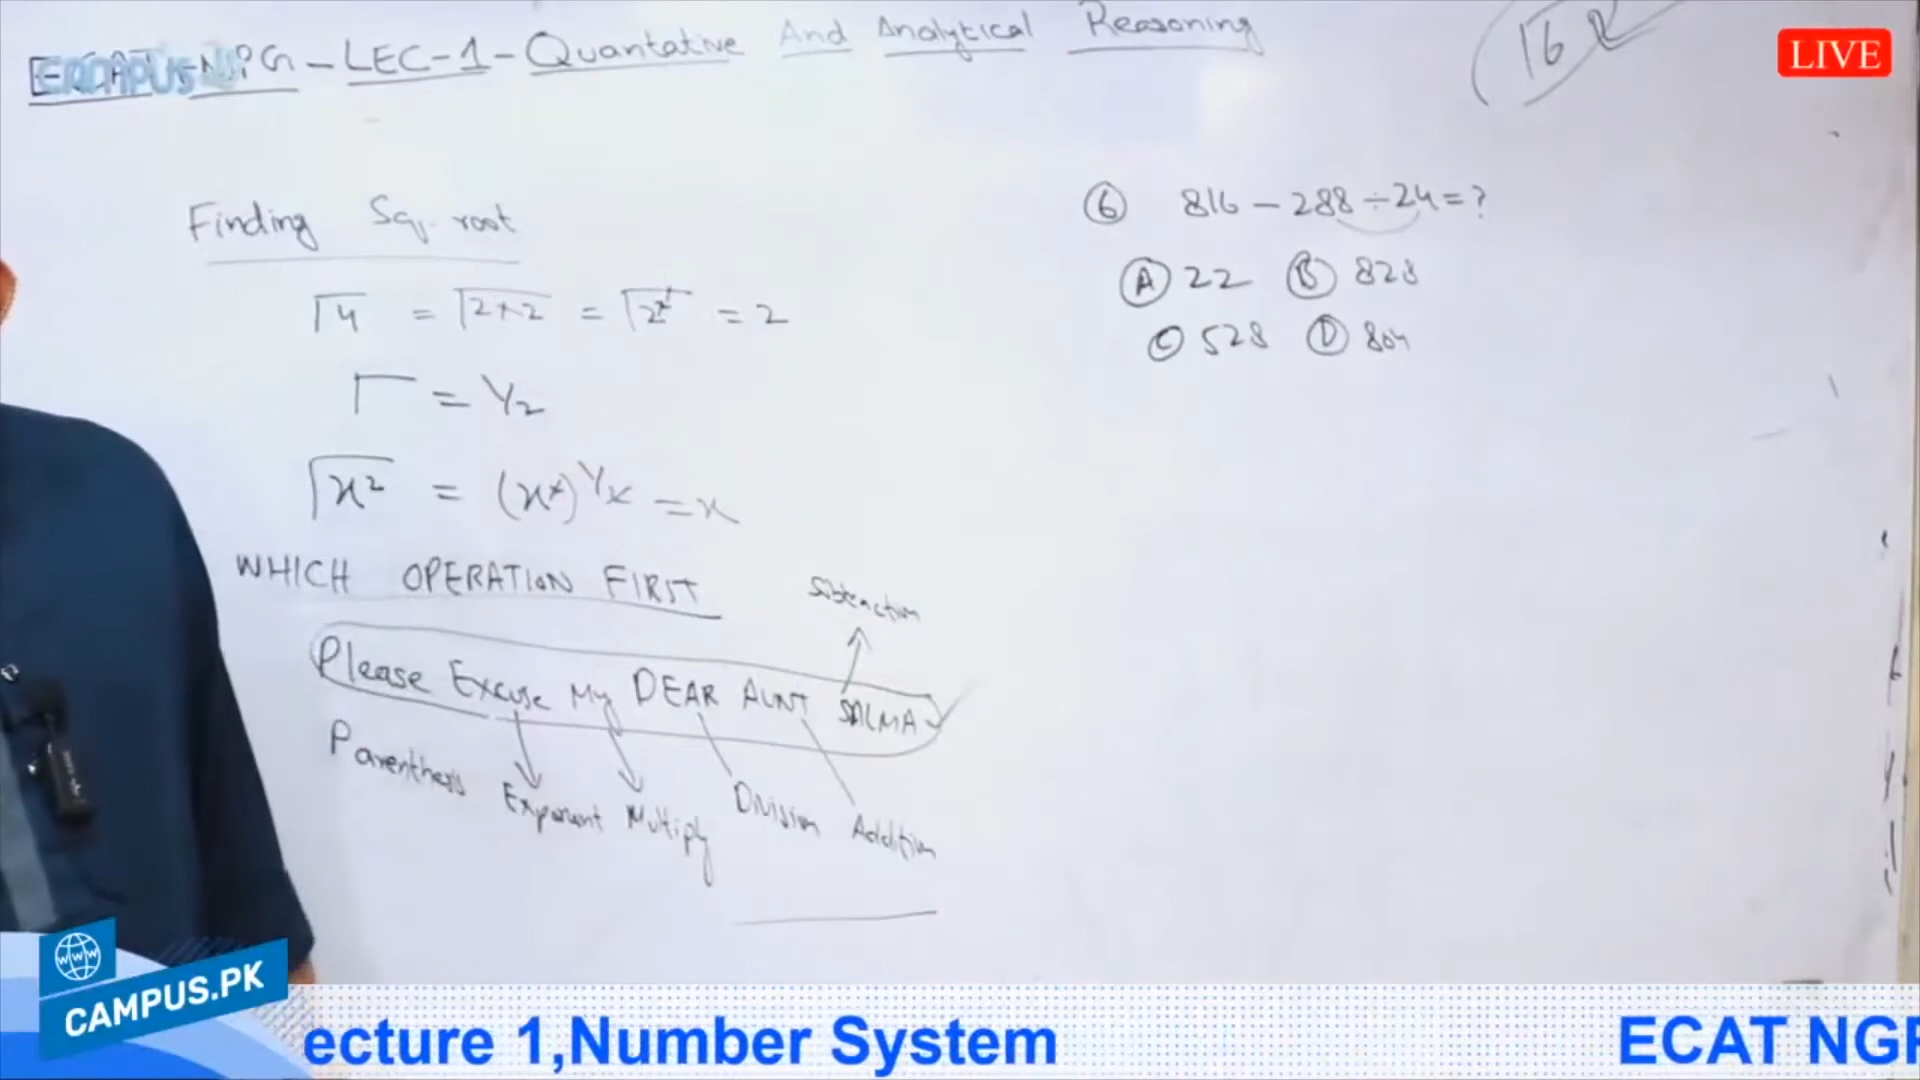 LEC-1-Quantative And Analytical Reasoning
16
LIVE
Finding Sq. root
√4 = √2×2 = √2² = 2
√ = 1/2
√x² = (x²)^1/2 = x
WHICH OPERATION FIRST
Subtraction
Please Excuse My DEAR AUNT SALMA
Parenthesis Exponent Multiply Division Addition
⑥ 816 - 288 ÷ 24 = ?
Ⓐ 22 Ⓑ 828
Ⓒ 528 Ⓓ 804
WWW
CAMPUS.PK
ecture 1,Number System
ECAT NG